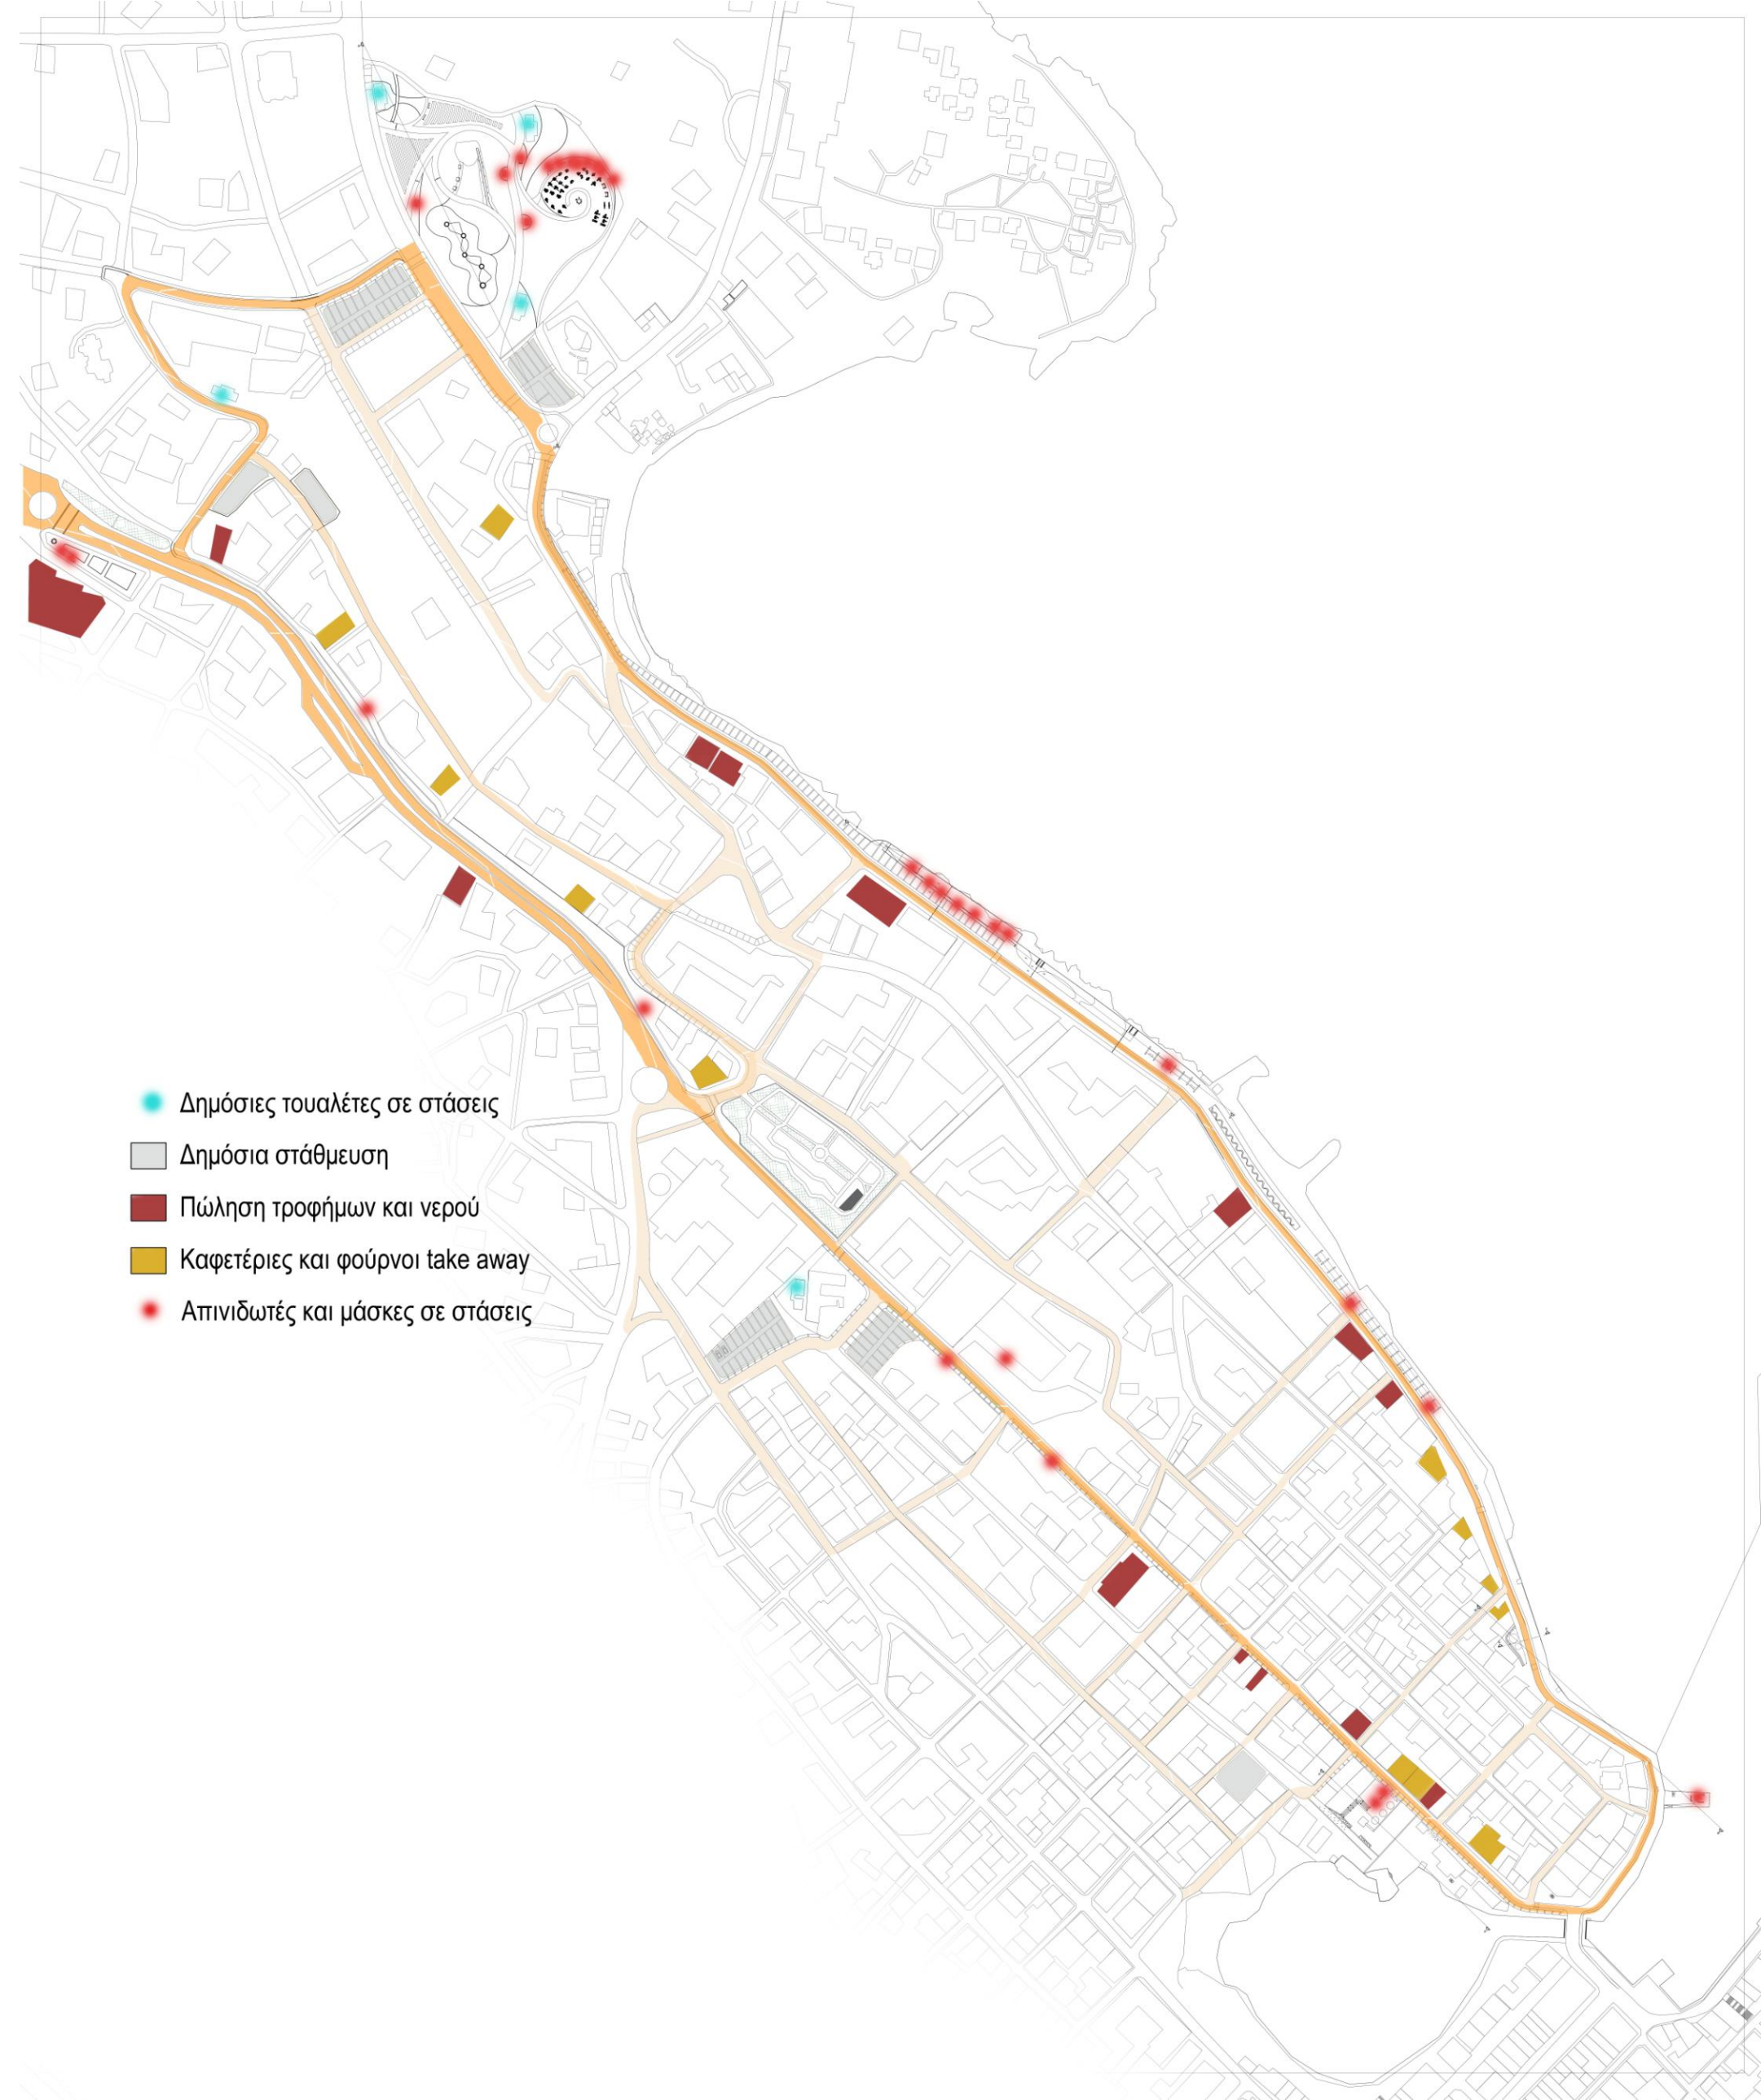 Δημόσιες τουαλέτες σε στάσεις
Δημόσια στάθμευση
Πώληση τροφήμων και νερού
Καφετέριες και φούρνοι take away
Απινιδωτές και μάσκες σε στάσεις